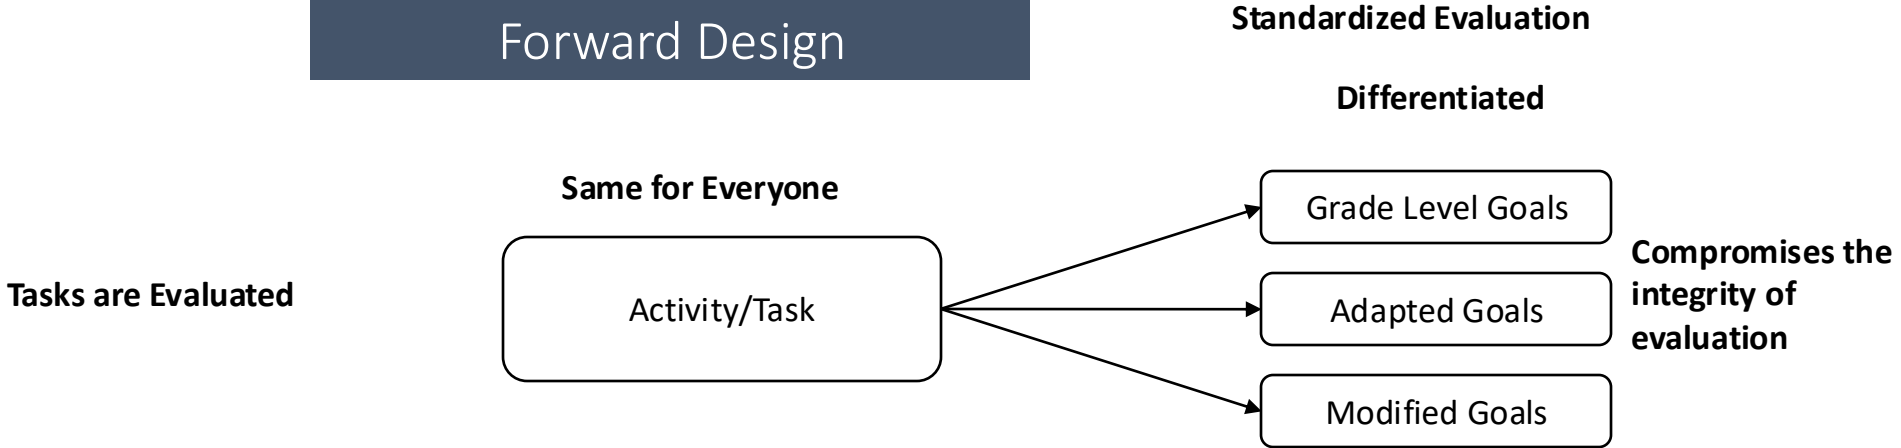 Forward Design
Standardized Evaluation
Differentiated
Same for Everyone
Tasks are Evaluated
Activity/Task
Grade Level Goals
Adapted Goals
Modified Goals
Compromises the
integrity of
evaluation